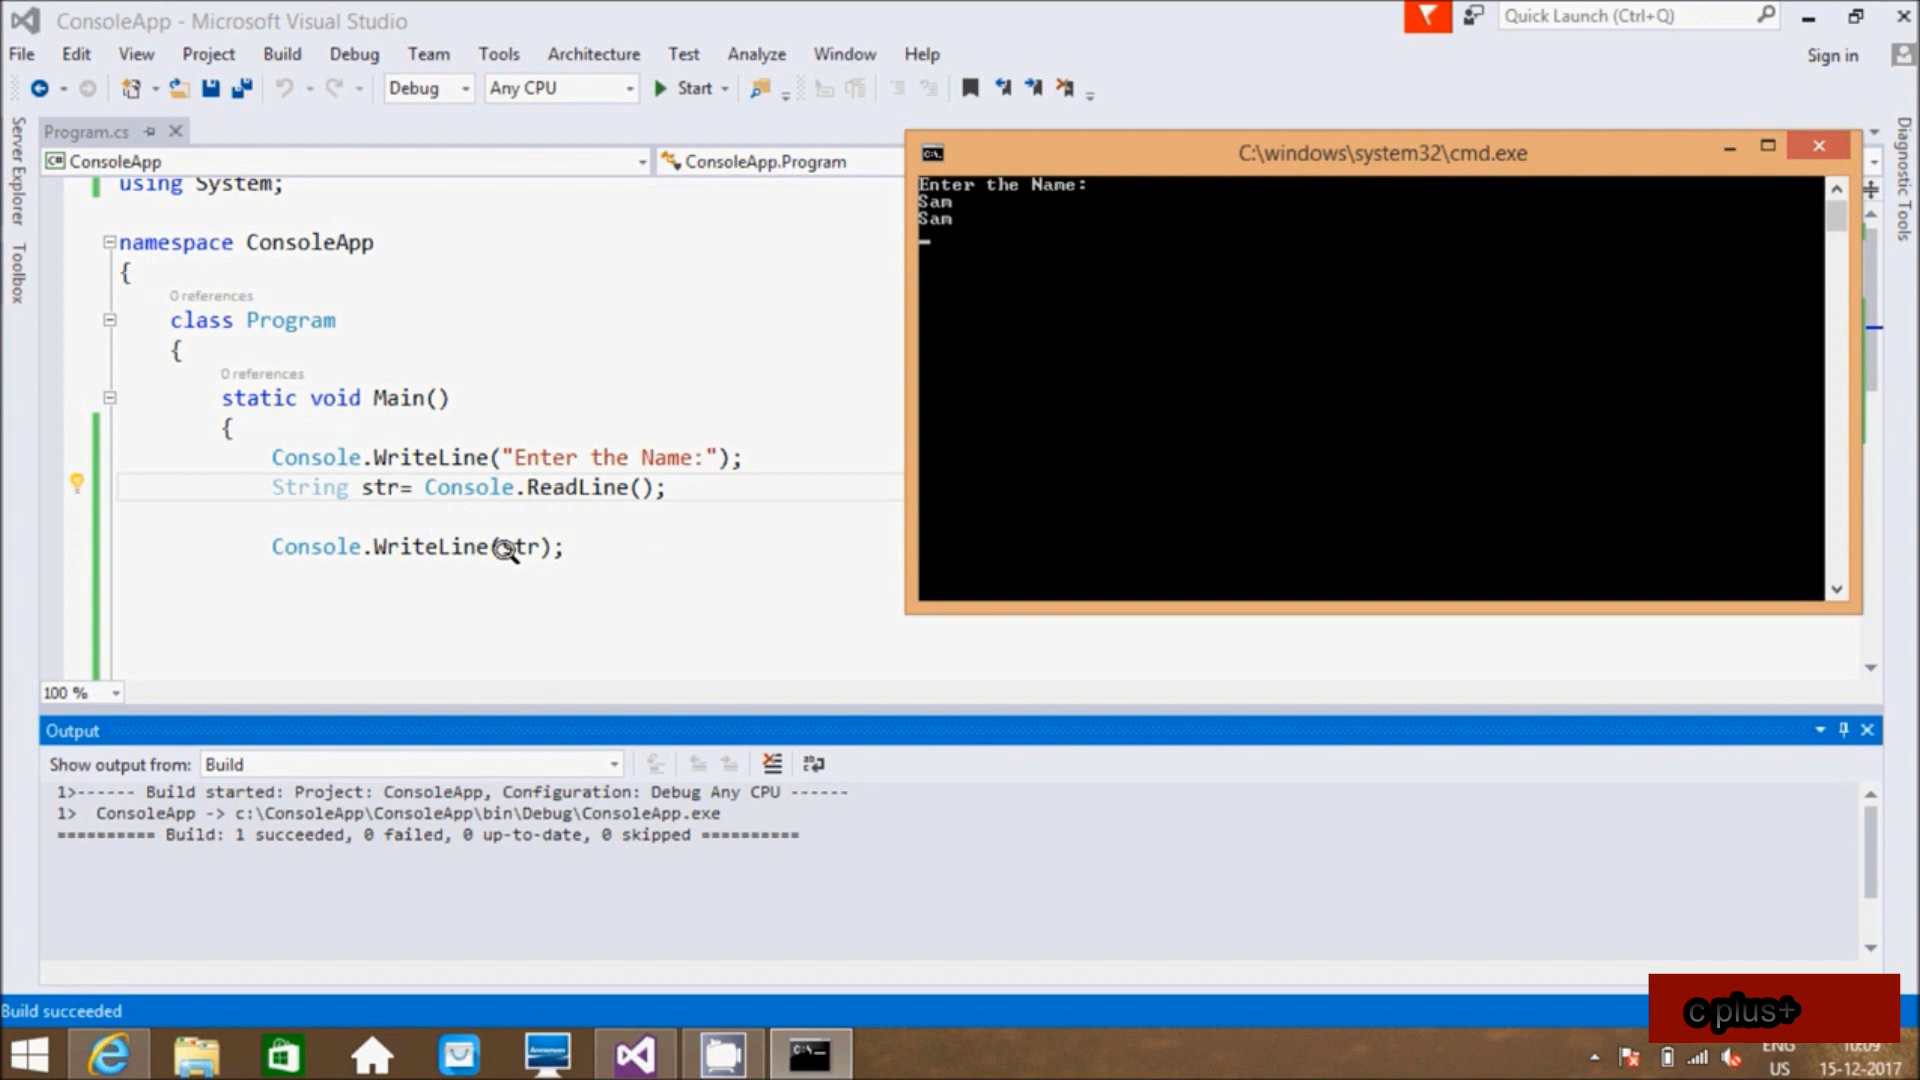 ConsoleApp - Microsoft Visual Studio
Quick Launch (Ctrl+Q)
File Edit View Project Build Debug Team Tools Architecture Test Analyze Window Help
Sign in
Debug Any CPU Start
Server Explorer
Toolbox
Diagnostic Tools
Program.cs
ConsoleApp
ConsoleApp.Program
using System;
namespace ConsoleApp
{
0 references
class Program
{
0 references
static void Main()
{
Console.WriteLine("Enter the Name:");
String str= Console.ReadLine();
Console.WriteLine(str);
C:\windows\system32\cmd.exe
Enter the Name:
Sam
Sam
100 %
Output
Show output from: Build
1>------ Build started: Project: ConsoleApp, Configuration: Debug Any CPU ------
1> ConsoleApp -> c:\ConsoleApp\ConsoleApp\bin\Debug\ConsoleApp.exe
========== Build: 1 succeeded, 0 failed, 0 up-to-date, 0 skipped ==========
Build succeeded
c plus+
ENG
US
10:09
15-12-2017